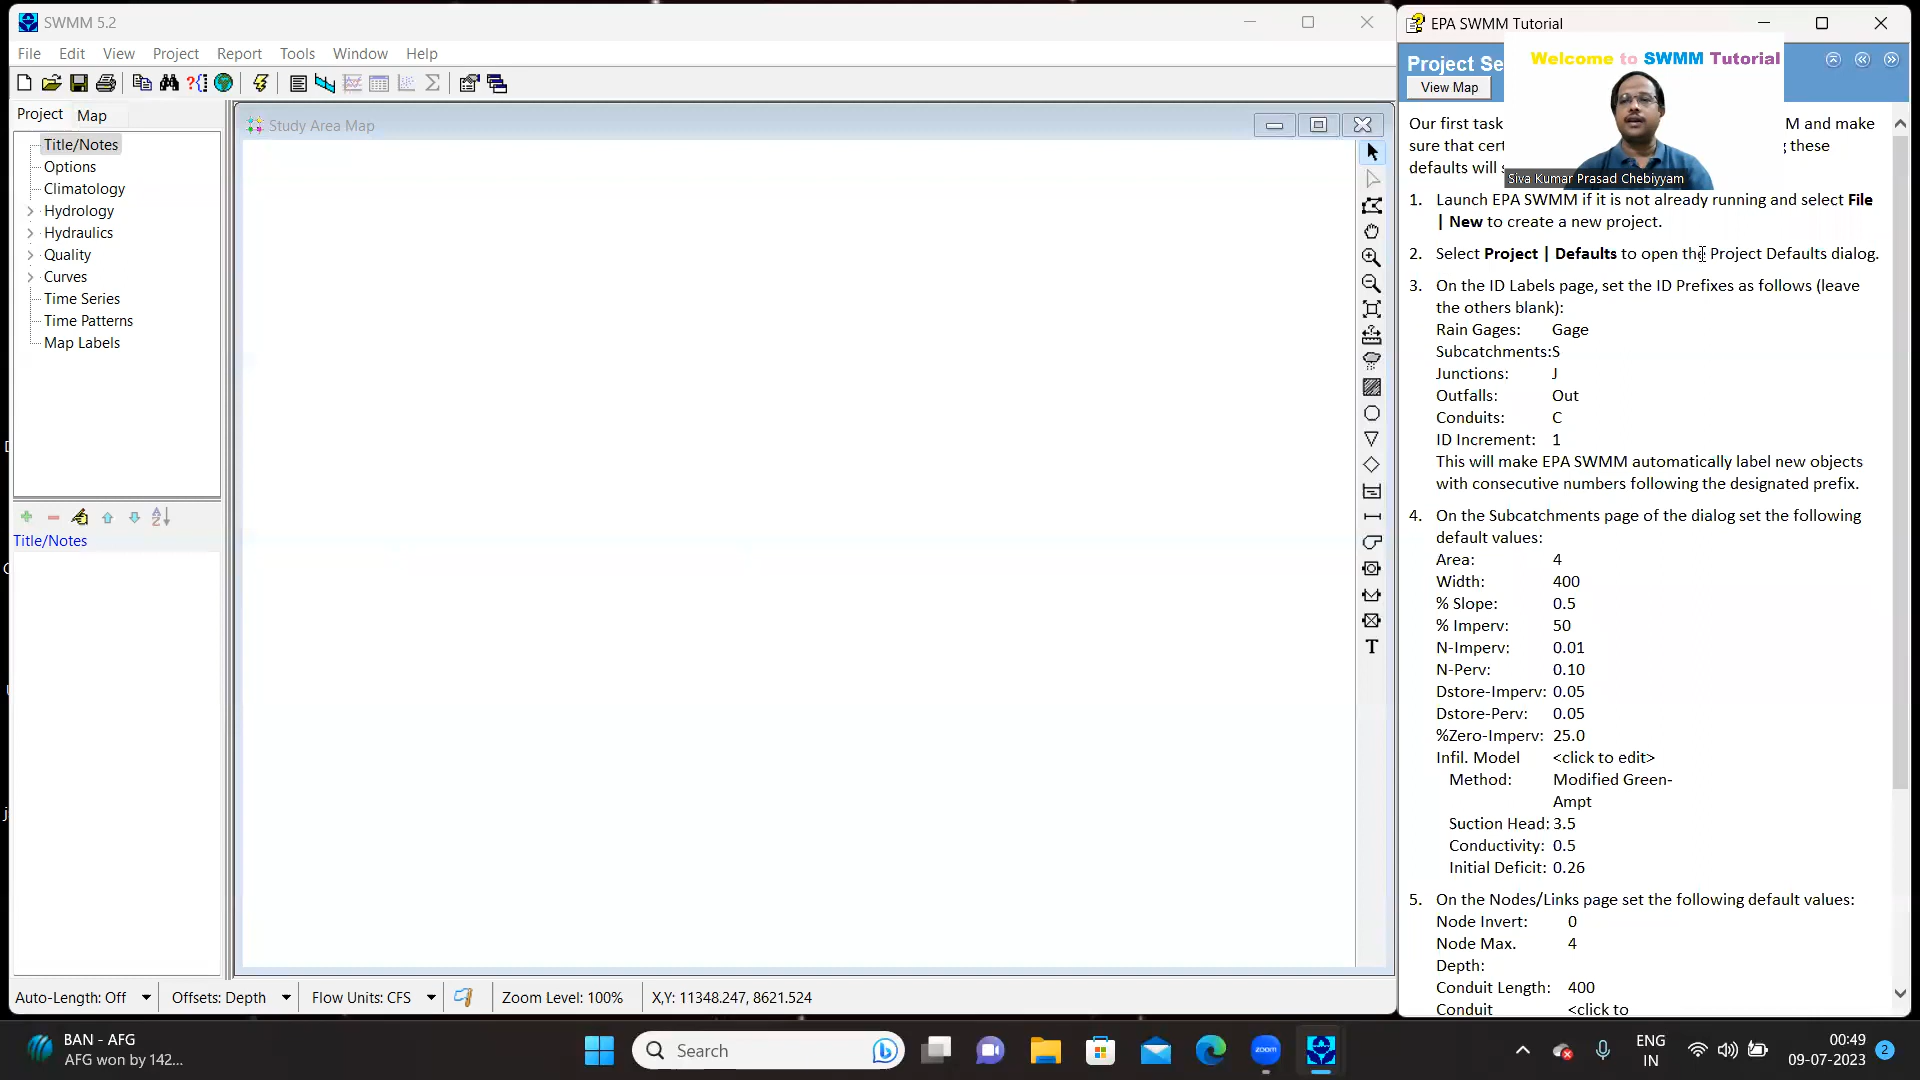 SWMM 5.2
File Edit View Project Report Tools Window Help
Project Map
Title/Notes
Options
Climatology
Hydrology
Hydraulics
Quality
Curves
Time Series
Time Patterns
Map Labels
Title/Notes
Study Area Map
T
Auto-Length: Off Offsets: Depth Flow Units: CFS Zoom Level: 100% X,Y: 11348.247, 8621.524
EPA SWMM Tutorial
Project Se
View Map
Welcome to SWMM Tutorial
Siva Kumar Prasad Chebiyyam
Our first task M and make
sure that cert these
defaults will s
1. Launch EPA SWMM if it is not already running and select File
| New to create a new project.
2. Select Project | Defaults to open the Project Defaults dialog.
3. On the ID Labels page, set the ID Prefixes as follows (leave
the others blank):
Rain Gages: Gage
Subcatchments:S
Junctions: J
Outfalls: Out
Conduits: C
ID Increment: 1
This will make EPA SWMM automatically label new objects
with consecutive numbers following the designated prefix.
4. On the Subcatchments page of the dialog set the following
default values:
Area: 4
Width: 400
% Slope: 0.5
% Imperv: 50
N-Imperv: 0.01
N-Perv: 0.10
Dstore-Imperv: 0.05
Dstore-Perv: 0.05
%Zero-Imperv: 25.0
Infil. Model <click to edit>
Method: Modified Green-
Ampt
Suction Head: 3.5
Conductivity: 0.5
Initial Deficit: 0.26
5. On the Nodes/Links page set the following default values:
Node Invert: 0
Node Max. 4
Depth:
Conduit Length: 400
Conduit <click to
BAN - AFG
AFG won by 142...
Search
zoom
ENG
IN
00:49
09-07-2023
2